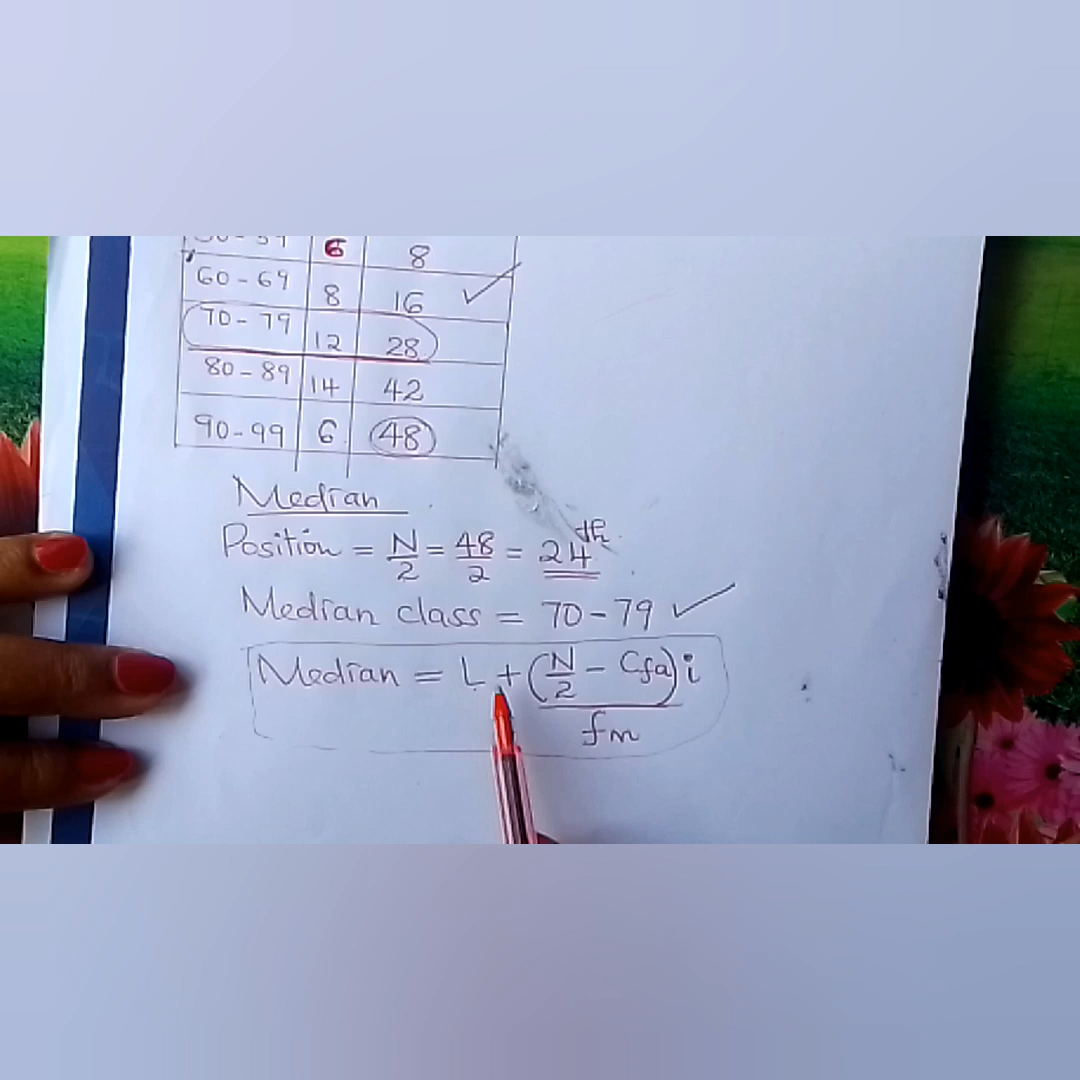 6 8
60-69 8 16 ✓
70-79 12 28
80-89 14 42
90-99 6 48
Median
Position = N/2 = 48/2 = 24th
Median class = 70-79 ✓
Median = L + (N/2 - Cfa) i / fm